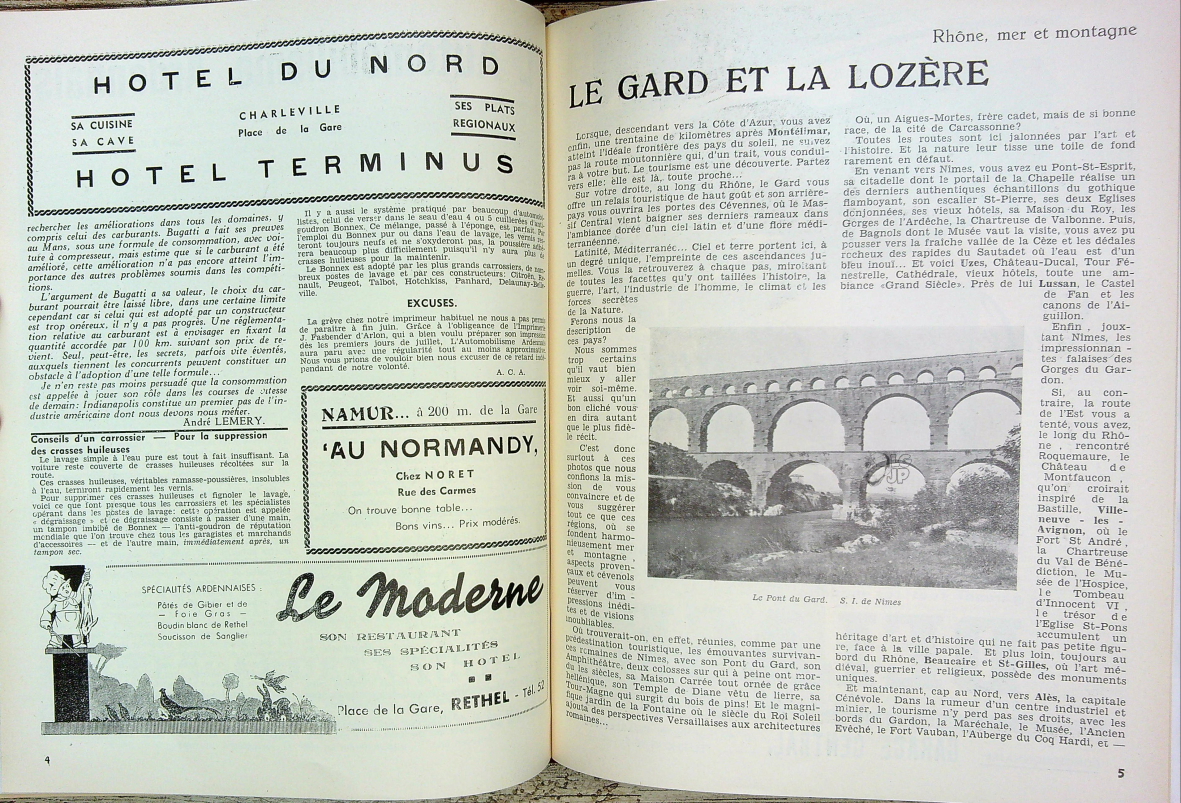 HOTEL DU NORD
SA CUISINE
SA CAVE
CHARLEVILLE
Place de la Gare
SES PLATS
REGIONAUX
HOTEL TERMINUS
rechercher les améliorations dans tous les domaines, y
compris celui des carburants. Bugatti a fait ses preuves
au Mans, sous une formule de consommation, avec voi-
ture à compresseur, mais estime que si le carburant a été
amélioré, cette amélioration n'a pas encore atteint l'im-
portance des autres problèmes soumis dans les compéti-
tions.
L'argument de Bugatti a sa valeur, le choix du car-
burant pourrait être laissé libre, dans une certaine limite
cependant car si celui qui est adopté par un constructeur
est trop onéreux, il n'y a pas progrès. Une réglementa-
tion relative au carburant est à envisager en fixant la
quantité accordée par 100 km. suivant son prix de re-
vient. Seul, peut-être, les secrets, parfois vite éventés,
auxquels tiennent les concurrents peuvent constituer un
obstacle à l'adoption d'une telle formule...
Je n'en reste pas moins persuadé que la consommation
est appelée à jouer son rôle dans les courses de vitesse
de demain: Indianapolis constitue un premier pas de l'in-
dustrie américaine dont nous devons nous méfier.
André LEMERY.
Conseils d'un carrossier — Pour la suppression
des crasses huileuses
Le lavage simple à l'eau pure est tout à fait insuffisant. La
voiture reste couverte de crasses huileuses récoltées sur la
route.
Ces crasses huileuses, véritables ramasse-poussières, insolubles
à l'eau, terniront rapidement les vernis.
Pour supprimer ces crasses huileuses et fignoler le lavage,
voici ce que font presque tous les carrossiers et les spécialistes
opérant dans les postes de lavage: cette opération est appelée
« dégraissage » et ce dégraissage consiste à passer d'une main,
un tampon imbibé de Bonnex — l'anti-goudron de réputation
mondiale que l'on trouve chez tous les garagistes et marchands
d'accessoires — et de l'autre main, immédiatement après, un
tampon sec.
Il y a aussi le système pratiqué par beaucoup d'automobi-
listes, celui de verser dans le seau d'eau 4 ou 5 cuillerées d'anti-
goudron Bonnex. Ce mélange, passé à l'éponge, est parfait. Par
l'emploi du Bonnex pur ou dans l'eau de lavage, les vernis res-
teront toujours neufs et ne s'oxyderont pas, la poussière adhé-
rera beaucoup plus difficilement puisqu'il n'y aura plus de
crasses huileuses pour la maintenir.
Le Bonnex est adopté par les plus grands carrossiers, de nom-
breux postes de lavage et par ces constructeurs: Citroën, Re-
nault, Peugeot, Talbot, Hotchkiss, Panhard, Delaunay-Belle-
ville.
EXCUSES.
La grève chez notre imprimeur habituel ne nous a pas permis
de paraître à fin juin. Grâce à l'obligeance de l'Imprimerie
J. Fasbender d'Arlon, qui a bien voulu préparer son impression
dès les premiers jours de juillet, L'Automobilisme Ardennais
aura paru avec une régularité tout au moins approximative.
Nous vous prions de vouloir bien nous excuser de ce retard indé-
pendant de notre volonté.
A. C. A.
NAMUR... à 200 m. de la Gare
'AU NORMANDY,
Chez NORET
Rue des Carmes
On trouve bonne table...
Bons vins... Prix modérés.
SPÉCIALITÉS ARDENNAISES :
Pâtés de Gibier et de
— Foie Gras —
Boudin blanc de Rethel
Saucisson de Sanglier
Le Moderne
SON RESTAURANT
SES SPÉCIALITÉS
SON HOTEL
Place de la Gare, RETHEL - Tél. 52
4
Rhône, mer et montagne
LE GARD ET LA LOZÈRE
Lorsque, descendant vers la Côte d'Azur, vous avez
enfin, une trentaine de kilomètres après Montélimar,
atteint l'idéale frontière des pays du soleil, ne suivez
pas la route moutonnière qui, d'un trait, vous condui-
ra à votre but. Le tourisme est une découverte. Partez
vers elle: elle est là, toute proche...
Sur votre droite, au long du Rhône, le Gard vous
offre un relais touristique de haut goût et son arrière-
pays vous ouvrira les portes des Cévennes, où le Mas-
sif Central vient baigner ses derniers rameaux dans
l'ambiance dorée d'un ciel latin et d'une flore médi-
terranéenne.
Latinité, Méditerranée... Ciel et terre portent ici, à
un degré unique, l'empreinte de ces ascendances ju-
melles. Vous la retrouverez à chaque pas, miroitant
de toutes les facettes qu'y ont taillées l'histoire, la
guerre, l'art, l'industrie de l'homme, le climat et les
forces secrètes
de la Nature.
Ferons nous la
description de
ces pays?
Nous sommes
trop certains
qu'il vaut bien
mieux y aller
voir soi-même.
Et aussi qu'un
bon cliché vous
en dira autant
que le plus fidè-
le récit.
C'est donc
surtout à ces
photos que nous
confions la mis-
sion de vous
convaincre et de
vous suggérer
tout ce que ces
régions, où se
fondent harmo-
nieusement mer
et montagne,
aspects proven-
çaux et cévenols
peuvent vous
réserver d'im-
pressions inédi-
tes et de visions
inoubliables.
Où trouverait-on, en effet, réunies, comme par une
prédestination touristique, les émouvantes survivan-
ces romaines de Nîmes, avec son Pont du Gard, son
Amphithéâtre, deux colosses sur qui à peine ont mor-
du les siècles, sa Maison Carrée tout ornée de grâce
hellénique, son Temple de Diane vêtu de lierre, sa
Tour-Magne qui surgit du bois de pins! Et le magni-
que jardin de la Fontaine où le siècle du Roi Soleil
ajouta des perspectives Versaillaises aux architectures
romaines...
Le Pont du Gard. S. I. de Nîmes
Où, un Aigues-Mortes, frère cadet, mais de si bonne
race, de la cité de Carcassonne?
Toutes les routes sont ici jalonnées par l'art et
l'histoire. Et la nature leur tisse une toile de fond
rarement en défaut.
En venant vers Nîmes, vous avez eu Pont-St-Esprit,
sa citadelle dont le portail de la Chapelle réalise un
des derniers authentiques échantillons du gothique
flamboyant, son escalier St-Pierre, ses deux Eglises
donjonnées, ses vieux hôtels, sa Maison du Roy, les
Gorges de l'Ardèche, la Chartreuse de Valbonne. Puis,
de Bagnols dont le Musée vaut la visite, vous avez pu
pousser vers la fraîche vallée de la Cèze et les dédales
rocheux des rapides du Sautadet où l'eau est d'un
bleu inouï... Et voici Uzes, Château-Ducal, Tour Fé-
nestrelle, Cathédrale, vieux hôtels, toute une am-
biance «Grand Siècle». Près de lui Lussan, le Castel
de Fan et les
canons de l'Ai-
guillon.
Enfin, joux-
tant Nîmes, les
impressionnan-
tes falaises des
Gorges du Gar-
don.
Si, au con-
traire, la route
de l'Est vous a
tenté, vous avez,
le long du Rhô-
ne, rencontré
Roquemaure, le
Château de
Montfaucon,
qu'on croirait
inspiré de la
Bastille, Ville-
neuve - les -
Avignon, où le
Fort St André,
la Chartreuse
du Val de Béné-
diction, le Mu-
sée de l'Hospice,
le Tombeau
d'Innocent VI,
le trésor de
l'Eglise St-Pons
accumulent un
héritage d'art et d'histoire qui ne fait pas petite figu-
re, face à la ville papale. Et plus loin, toujours au
bord du Rhône, Beaucaire et St-Gilles, où l'art mé-
diéval, guerrier et religieux, possède des monuments
uniques.
Et maintenant, cap au Nord, vers Alès, la capitale
Cénévole. Dans la rumeur d'un centre industriel et
minier, le tourisme n'y perd pas ses droits, avec les
bords du Gardon, la Maréchale, le Musée, l'Ancien
Evêché, le Fort Vauban, l'Auberge du Coq Hardi, et —
5